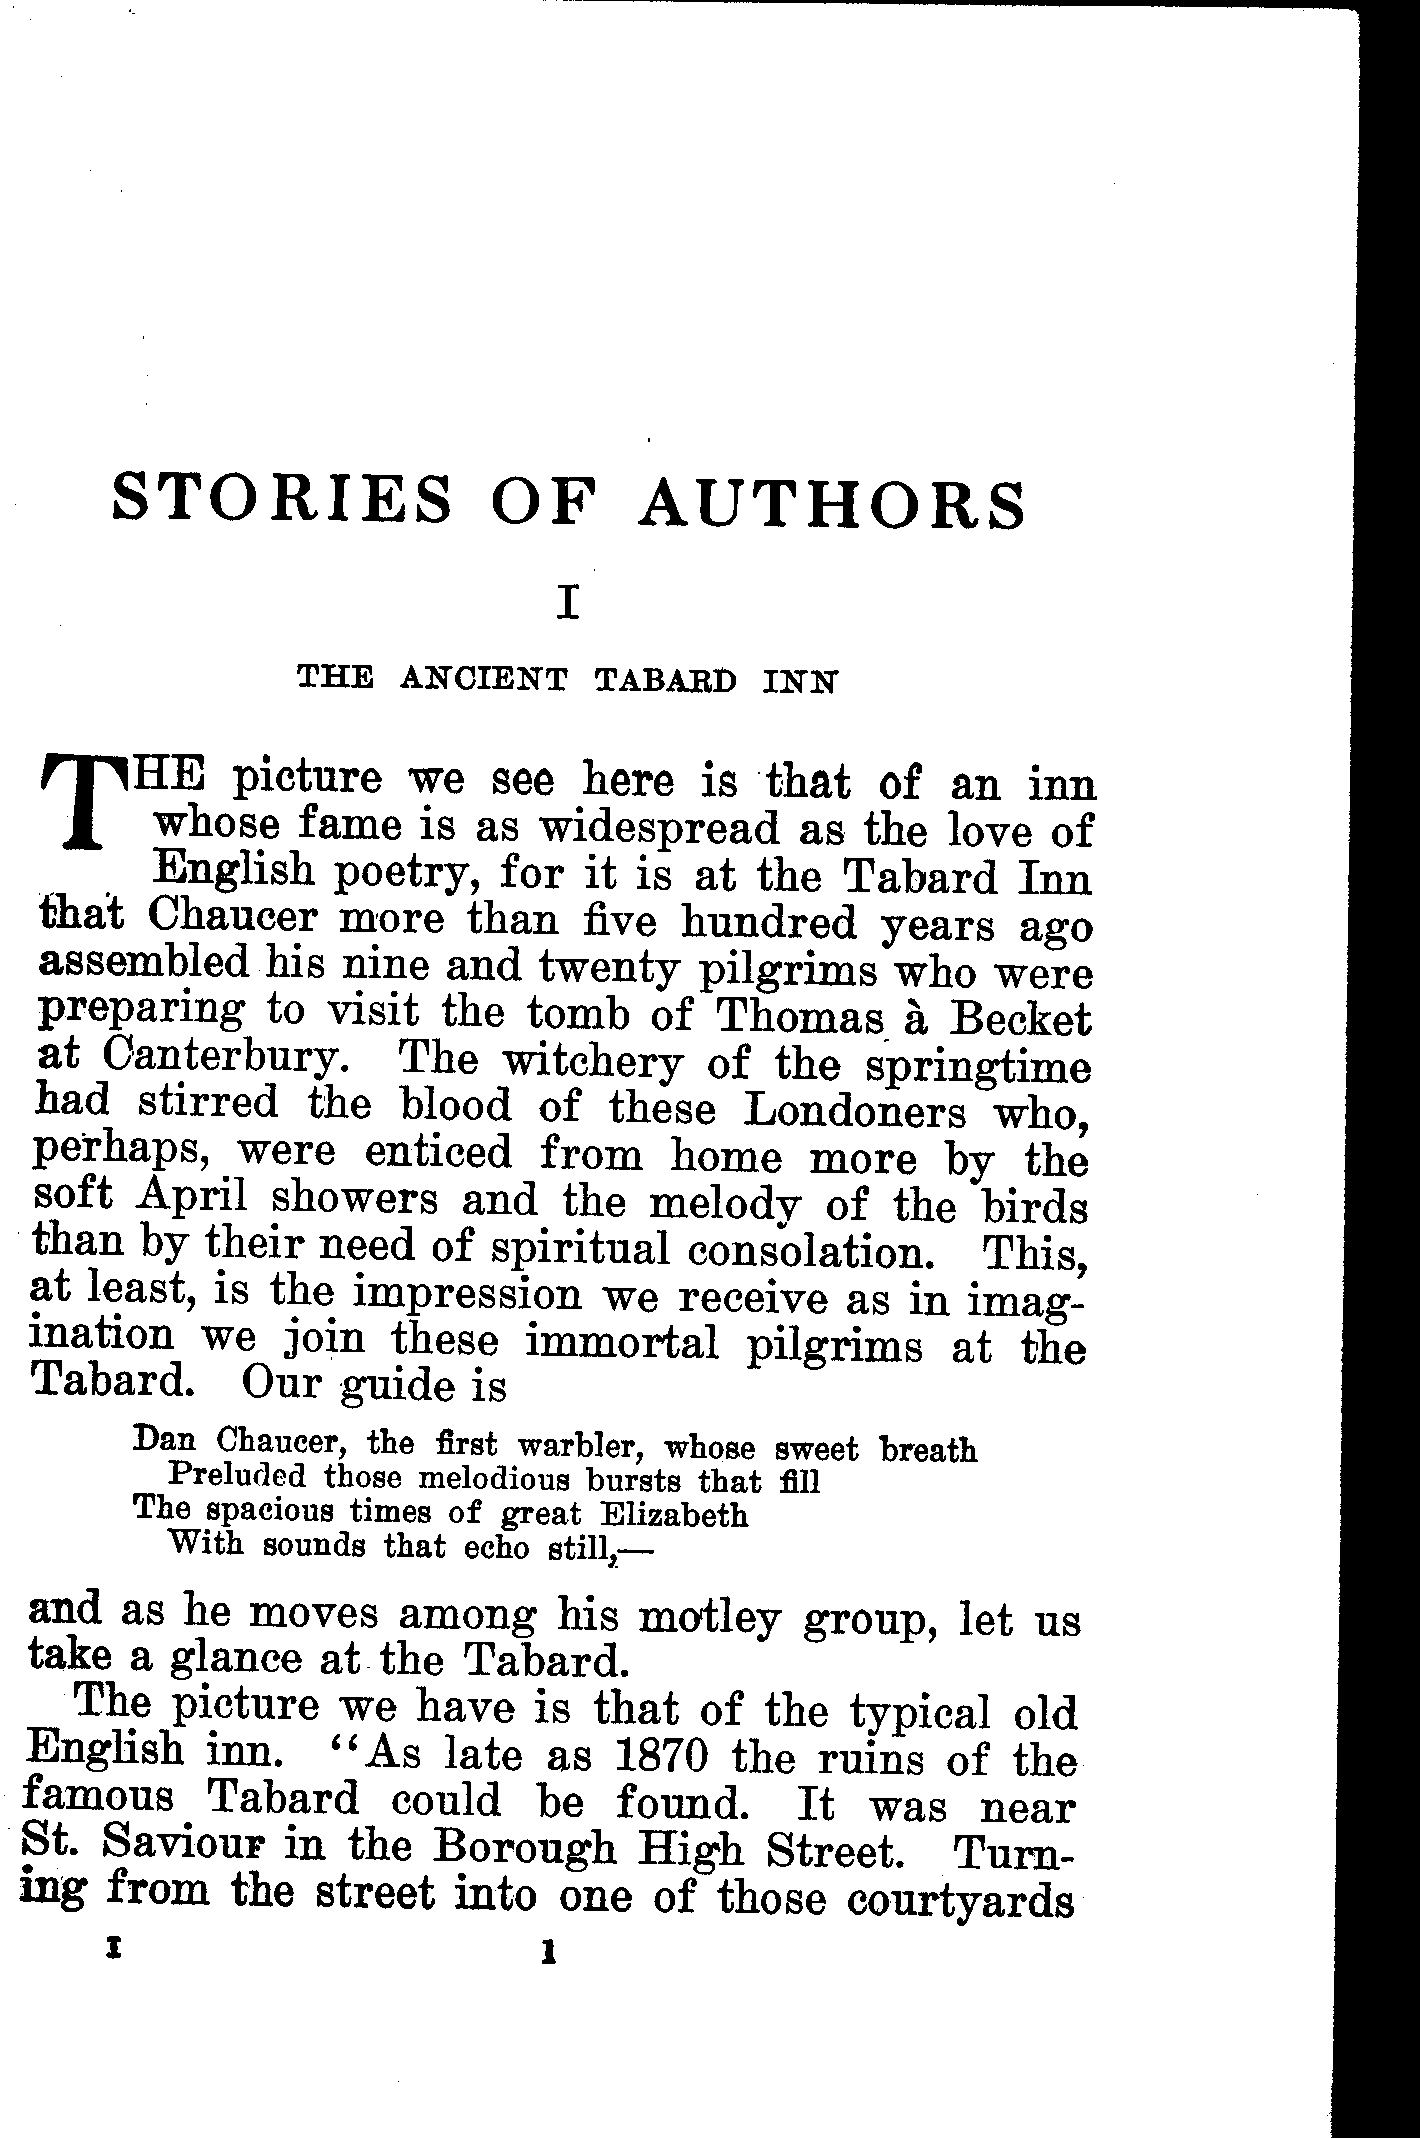 STORIES OF AUTHORS
I
THE ANCIENT TABARD INN
THE picture we see here is that of an inn
whose fame is as widespread as the love of
English poetry, for it is at the Tabard Inn
that Chaucer more than five hundred years ago
assembled his nine and twenty pilgrims who were
preparing to visit the tomb of Thomas à Becket
at Canterbury. The witchery of the springtime
had stirred the blood of these Londoners who,
perhaps, were enticed from home more by the
soft April showers and the melody of the birds
than by their need of spiritual consolation. This,
at least, is the impression we receive as in imag-
ination we join these immortal pilgrims at the
Tabard. Our guide is
Dan Chaucer, the first warbler, whose sweet breath
Preluded those melodious bursts that fill
The spacious times of great Elizabeth
With sounds that echo still,—
and as he moves among his motley group, let us
take a glance at the Tabard.
The picture we have is that of the typical old
English inn. "As late as 1870 the ruins of the
famous Tabard could be found. It was near
St. Saviour in the Borough High Street. Turn-
ing from the street into one of those courtyards
I 1